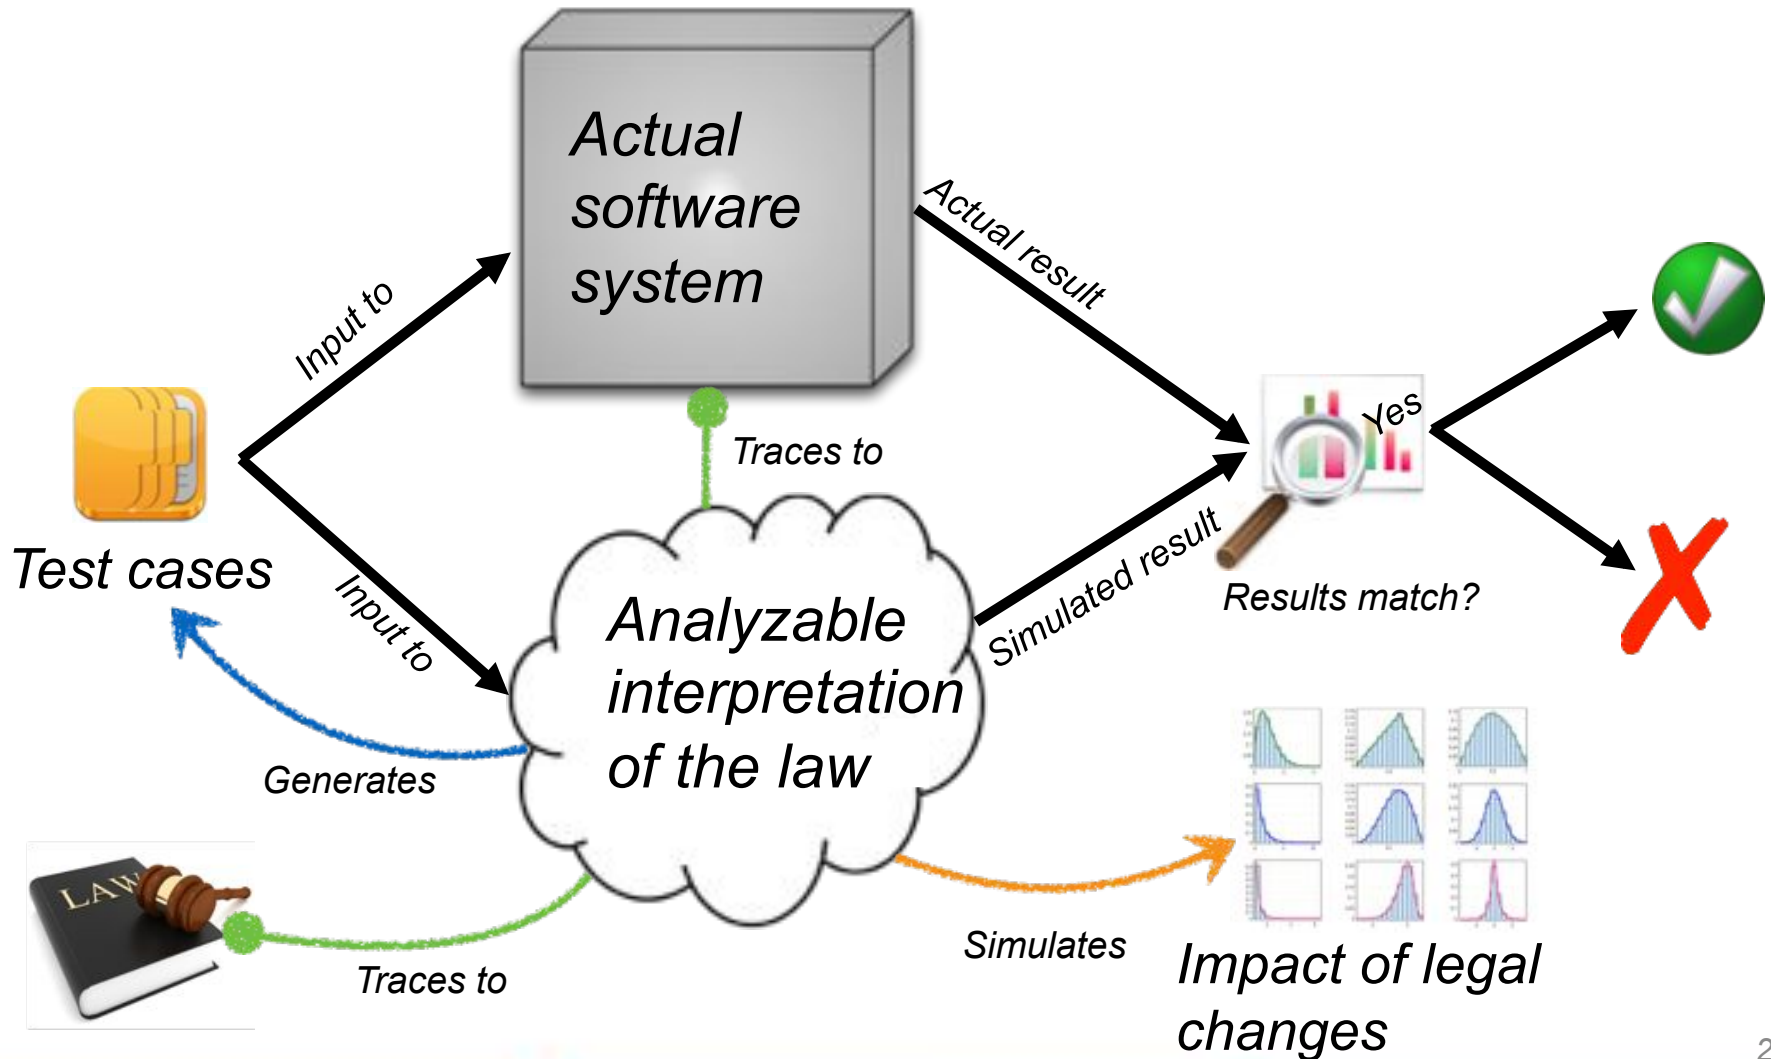 Actual
software
system
Actual result
Input to
Yes
Traces to
Test cases
Input to
Simulated result
Results match?
Analyzable
interpretation
of the law
Generates
LAW
Traces to
Simulates
Impact of legal
changes
2